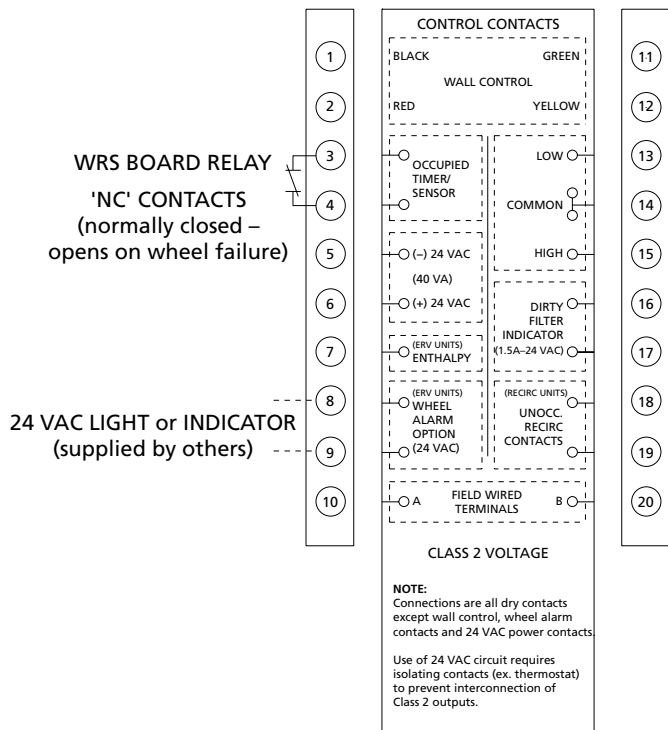 CONTROL CONTACTS
1
BLACK
GREEN
11
WALL CONTROL
2
RED
YELLOW
12
WRS BOARD RELAY
'NC' CONTACTS
(normally closed –
opens on wheel failure)
3
4
OCCUPIED
TIMER/
SENSOR
LOW
13
COMMON
14
HIGH
15
5
(–) 24 VAC
(40 VA)
6
(+) 24 VAC
DIRTY
FILTER
INDICATOR
(1.5A–24 VAC)
16
17
7
(ERV UNITS)
ENTHALPY
24 VAC LIGHT or INDICATOR
(supplied by others)
8
9
(ERV UNITS)
WHEEL
ALARM
OPTION
(24 VAC)
(RECIRC UNITS)
UNOCC.
RECIRC
CONTACTS
18
19
10
A
FIELD WIRED
TERMINALS
B
20
CLASS 2 VOLTAGE
NOTE:
Connections are all dry contacts
except wall control, wheel alarm
contacts and 24 VAC power contacts.
Use of 24 VAC circuit requires
isolating contacts (ex. thermostat)
to prevent interconnection of
Class 2 outputs.